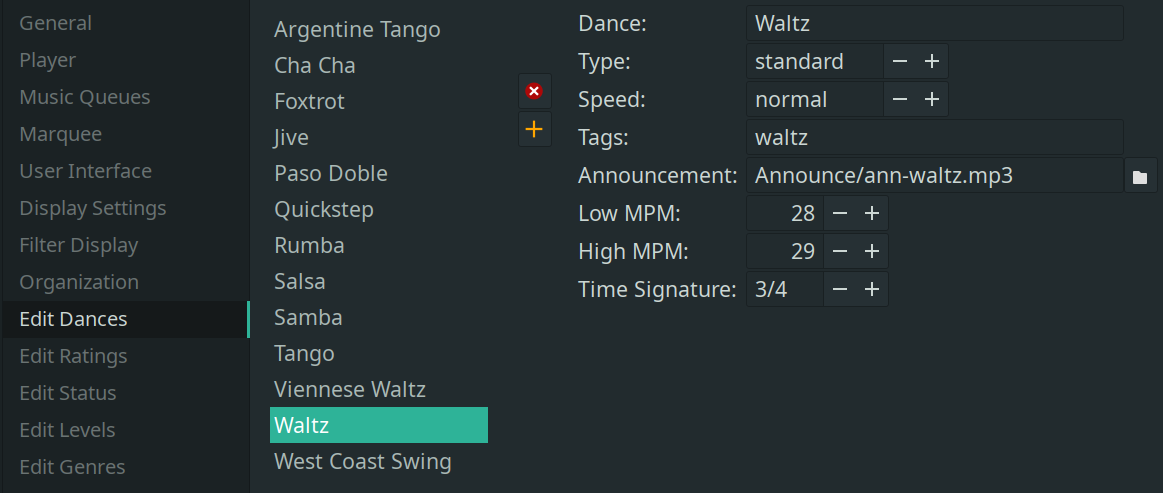 General
Player
Music Queues
Marquee
User Interface
Display Settings
Filter Display
Organization
Edit Dances
Edit Ratings
Edit Status
Edit Levels
Edit Genres
Argentine Tango
Cha Cha
Foxtrot
Jive
Paso Doble
Quickstep
Rumba
Salsa
Samba
Tango
Viennese Waltz
Waltz
West Coast Swing
Dance: Waltz
Type: standard
Speed: normal
Tags: waltz
Announcement: Announce/ann-waltz.mp3
Low MPM: 28
High MPM: 29
Time Signature: 3/4